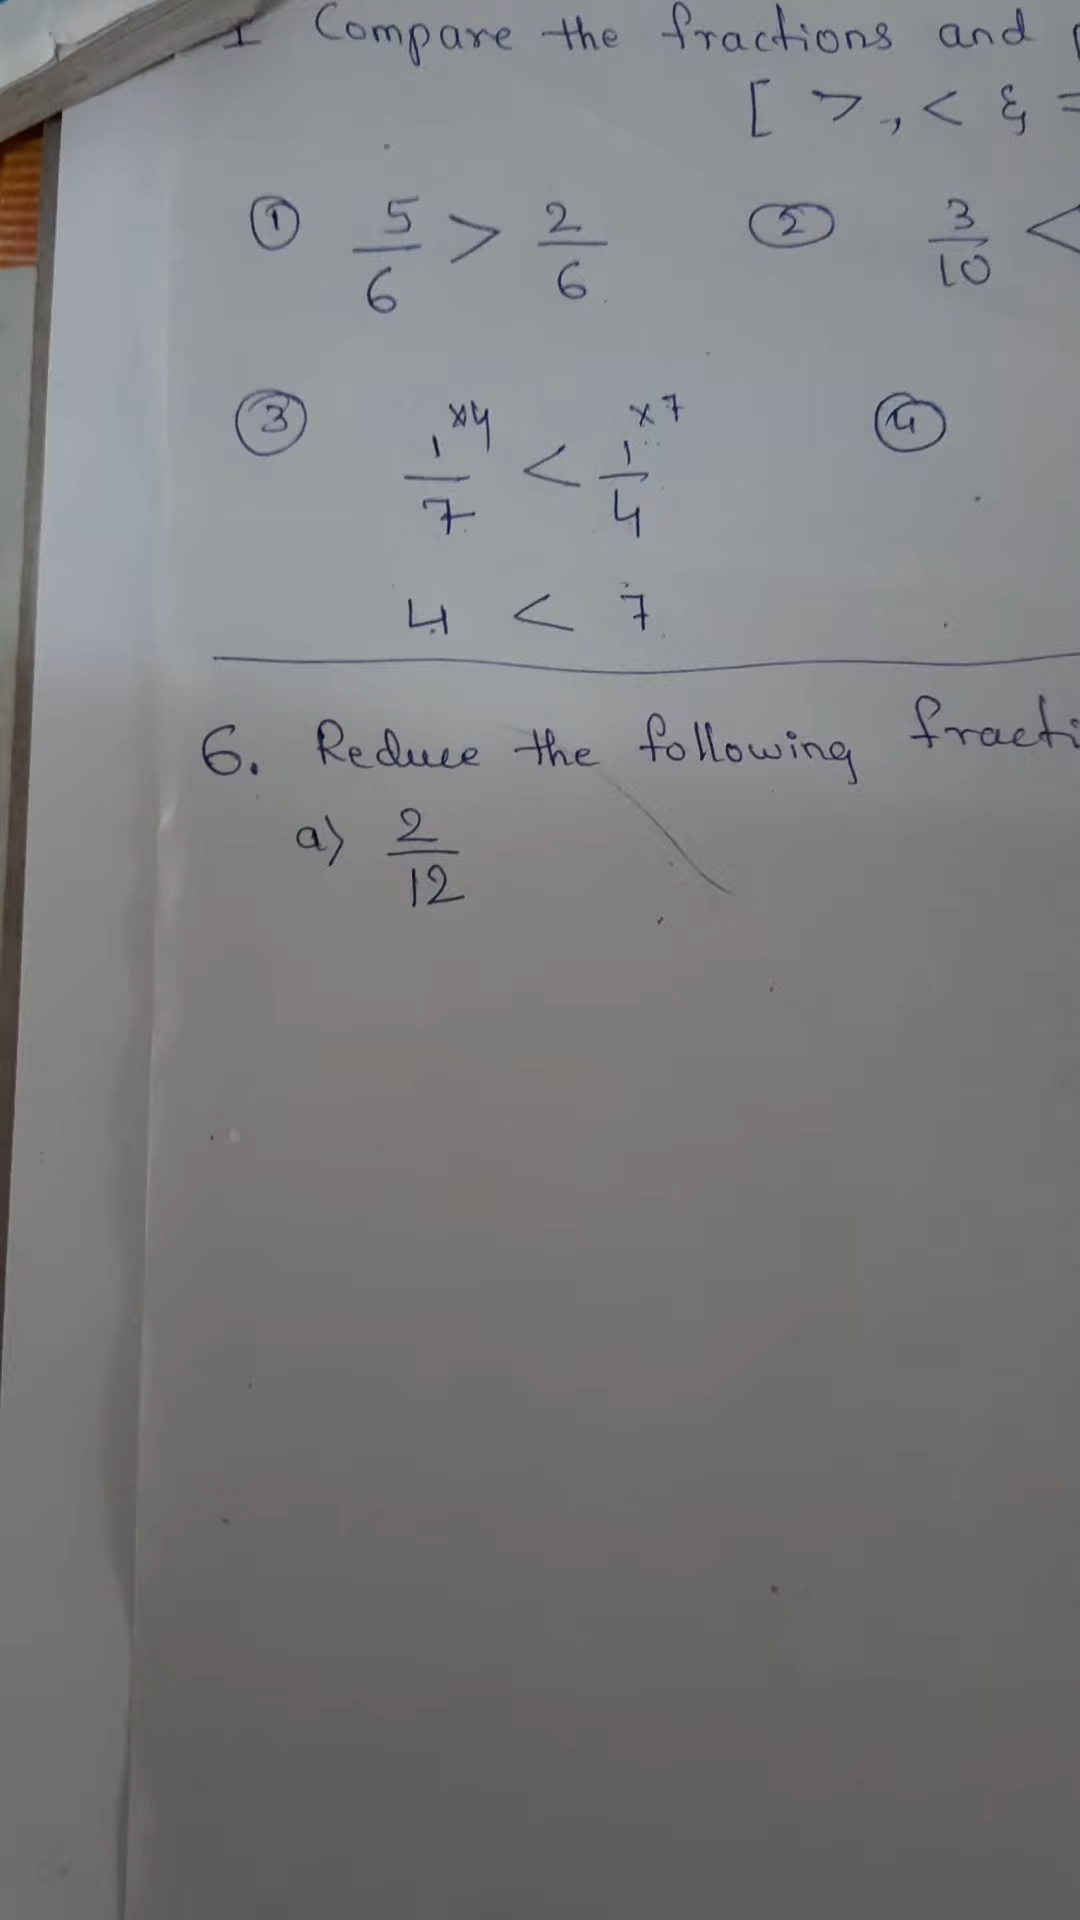 I Compare the fractions and
[ >, < & =
① 5/6 > 2/6 ② 3/10 <
③ 1/7 ×4 < 1/4 ×7 ④
4 < 7
6. Reduce the following fracti
a) 2/12